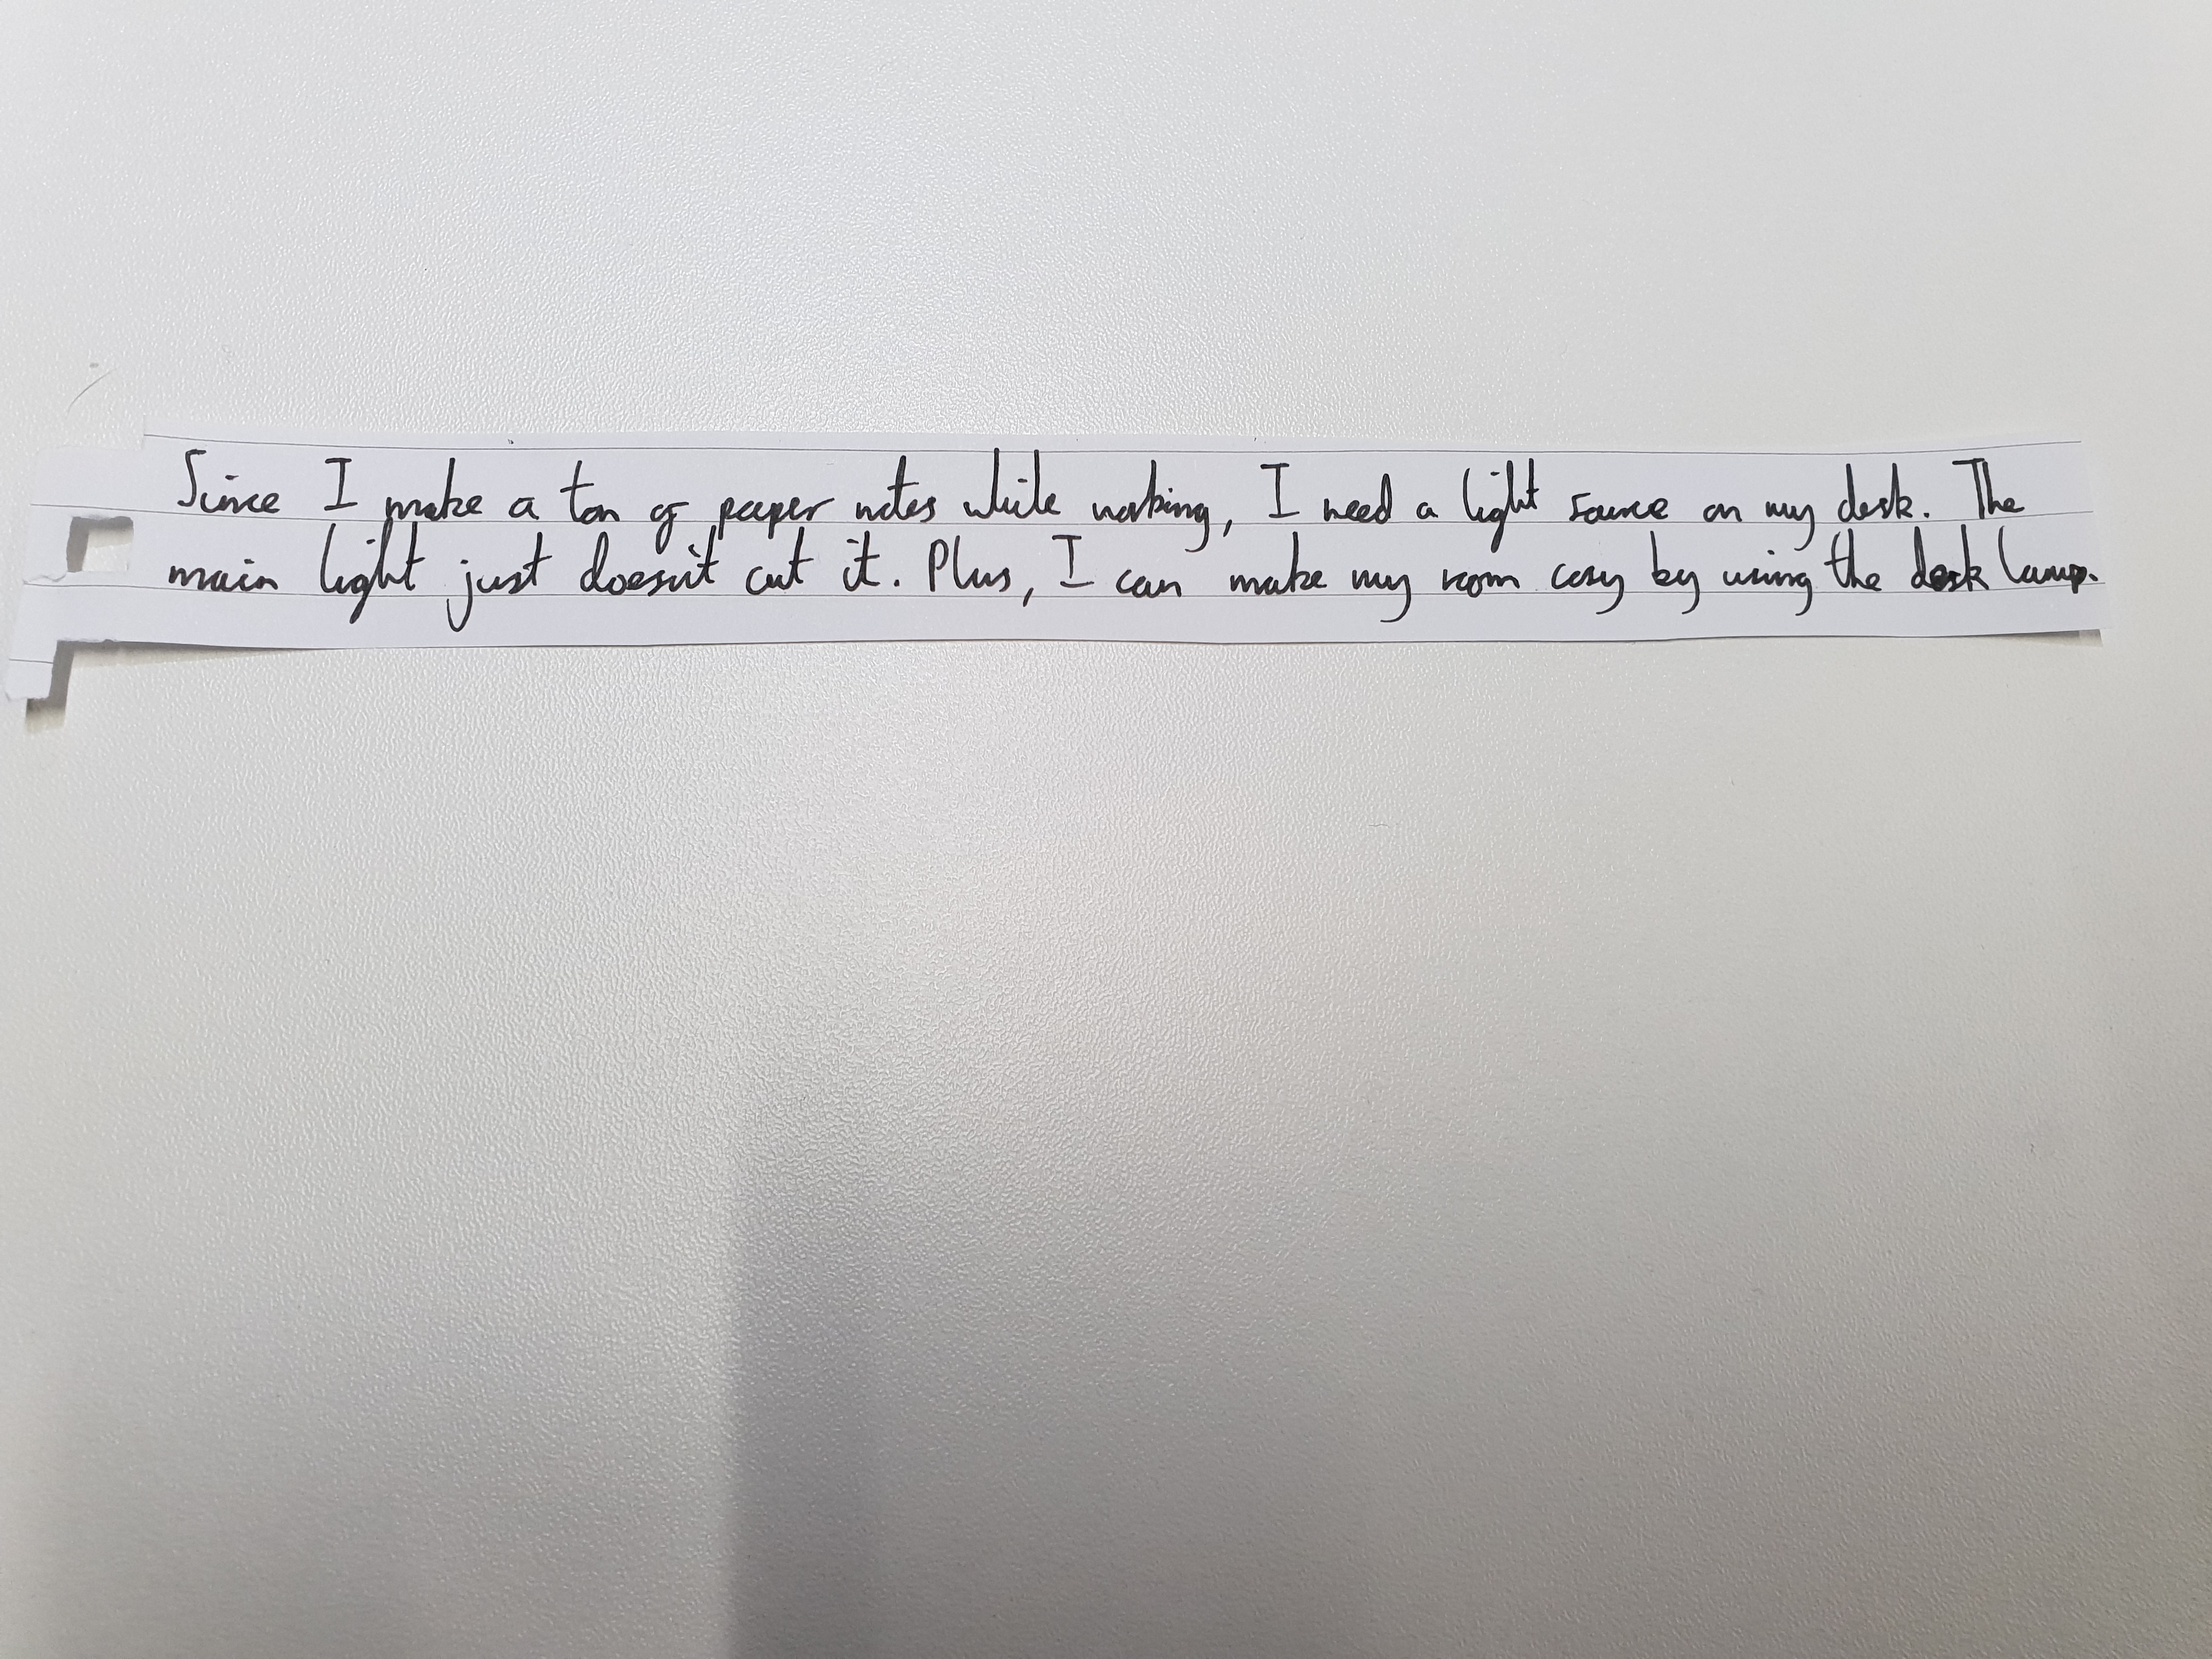 Since I make a ton of paper notes while working, I need a light source on my desk. The
main light just doesn't cut it. Plus, I can make my room cosy by using the desk lamp.